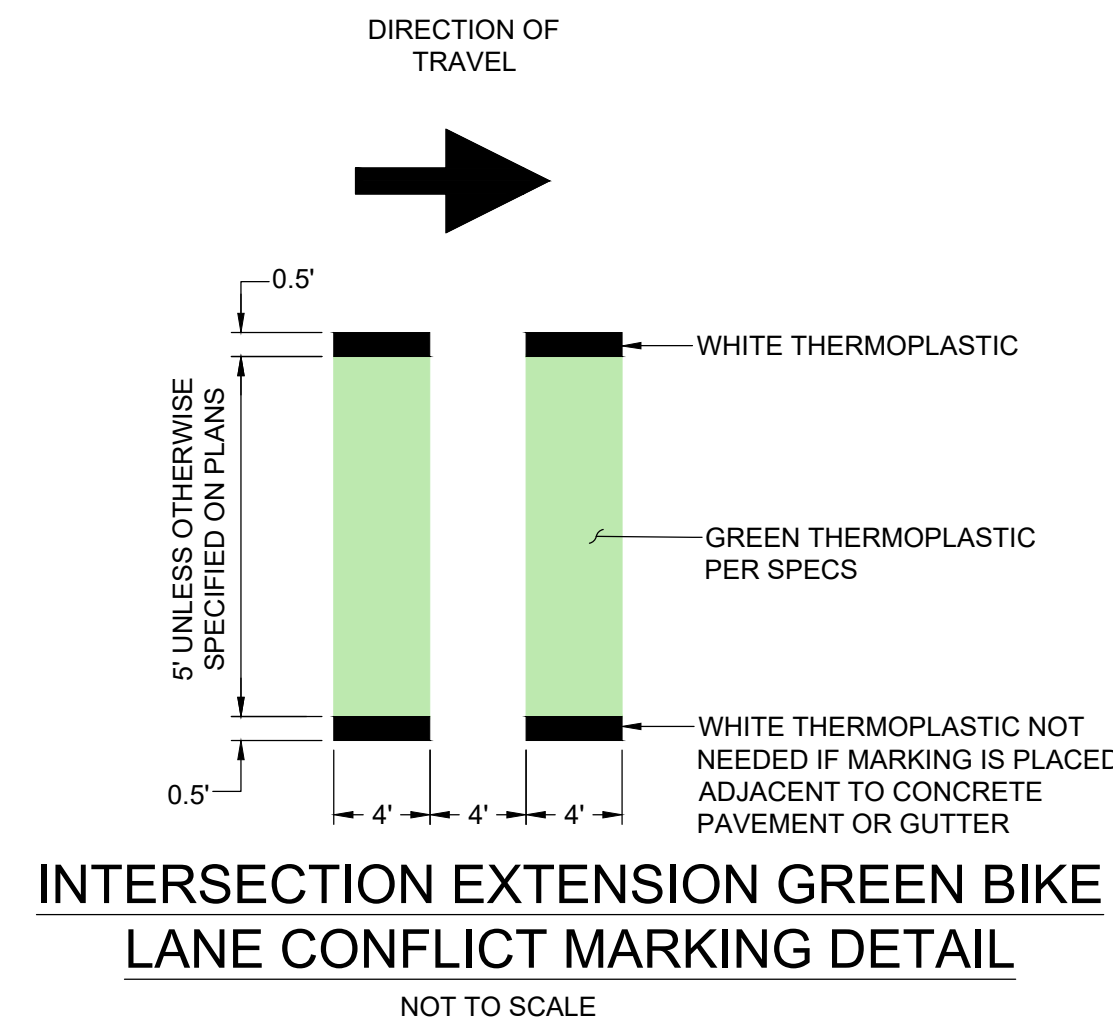 DIRECTION OF
TRAVEL
0.5'
WHITE THERMOPLASTIC
5' UNLESS OTHERWISE
SPECIFIED ON PLANS
GREEN THERMOPLASTIC
PER SPECS
WHITE THERMOPLASTIC NOT
NEEDED IF MARKING IS PLACED
ADJACENT TO CONCRETE
PAVEMENT OR GUTTER
0.5'
4' 4' 4'
INTERSECTION EXTENSION GREEN BIKE
LANE CONFLICT MARKING DETAIL
NOT TO SCALE